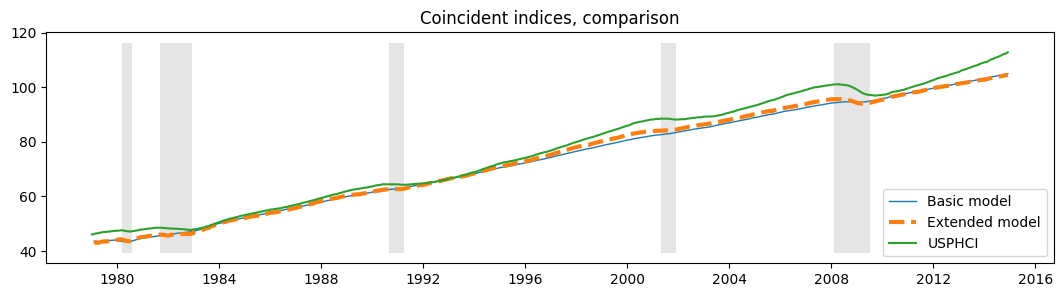 Coincident indices, comparison
120
100
80
60
40
1980 1984 1988 1992 1996 2000 2004 2008 2012 2016
Basic model
Extended model
USPHCI